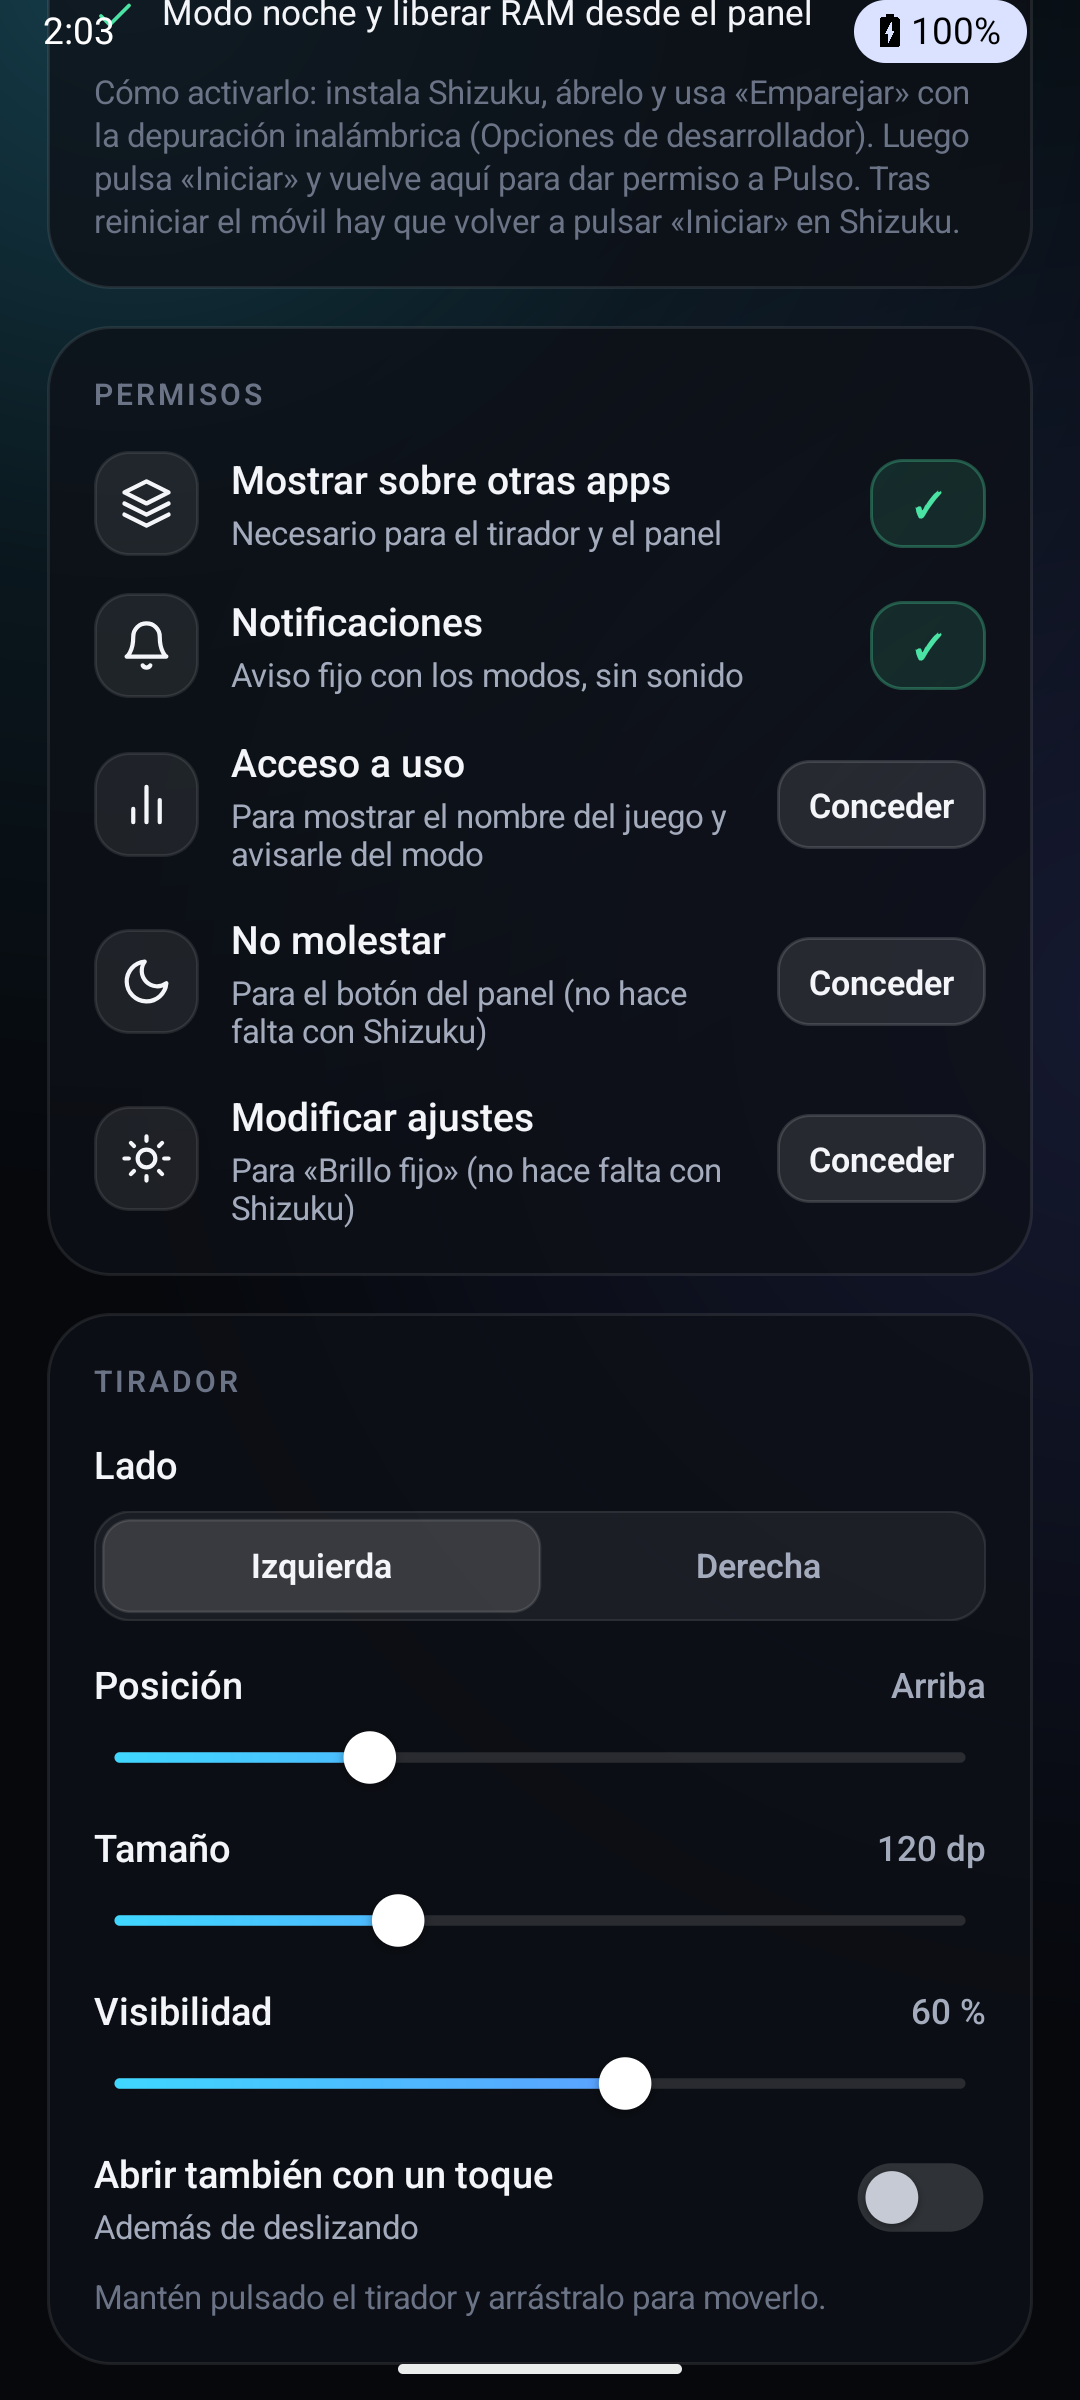 Modo noche y liberar RAM desde el panel
2:03
100%
Cómo activarlo: instala Shizuku, ábrelo y usa «Emparejar» con
la depuración inalámbrica (Opciones de desarrollador). Luego
pulsa «Iniciar» y vuelve aquí para dar permiso a Pulso. Tras
reiniciar el móvil hay que volver a pulsar «Iniciar» en Shizuku.
PERMISOS
Mostrar sobre otras apps
Necesario para el tirador y el panel
Notificaciones
Aviso fijo con los modos, sin sonido
Acceso a uso
Para mostrar el nombre del juego y
avisarle del modo
Conceder
No molestar
Para el botón del panel (no hace
falta con Shizuku)
Conceder
Modificar ajustes
Para «Brillo fijo» (no hace falta con
Shizuku)
Conceder
TIRADOR
Lado
Izquierda
Derecha
Posición
Arriba
Tamaño
120 dp
Visibilidad
60 %
Abrir también con un toque
Además de deslizando
Mantén pulsado el tirador y arrástralo para moverlo.